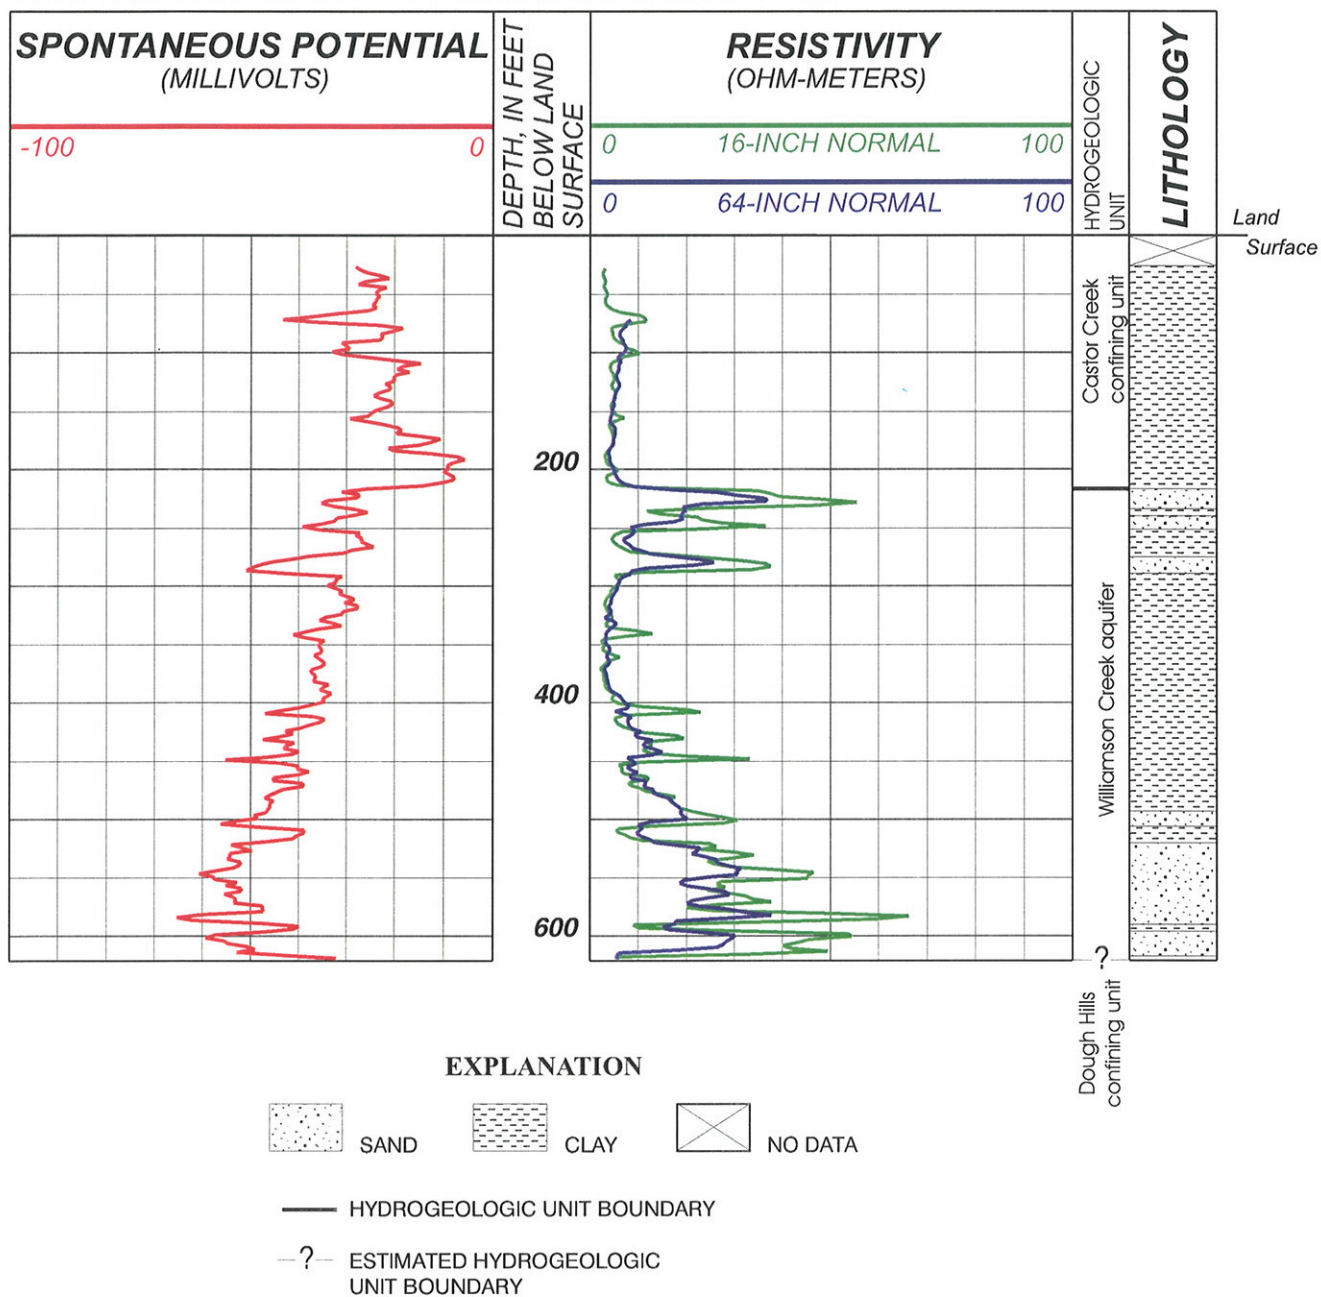 SPONTANEOUS POTENTIAL
(MILLIVOLTS)
-100 0
DEPTH, IN FEET
BELOW LAND
SURFACE
RESISTIVITY
(OHM-METERS)
0 16-INCH NORMAL 100
0 64-INCH NORMAL 100
HYDROGEOLOGIC
UNIT
LITHOLOGY
Land
Surface
Castor Creek
confining unit
200
400
Williamson Creek aquifer
600
?
Dough Hills
confining unit
EXPLANATION
SAND
CLAY
NO DATA
HYDROGEOLOGIC UNIT BOUNDARY
? ESTIMATED HYDROGEOLOGIC
UNIT BOUNDARY